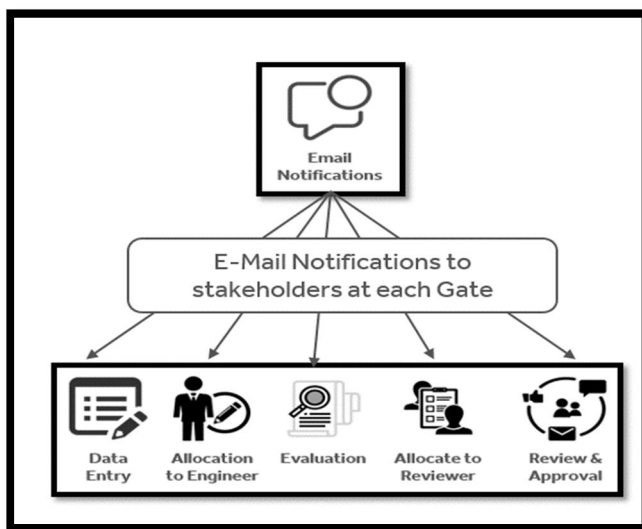 Email
Notifications
E-Mail Notifications to
stakeholders at each Gate
Data
Entry
Allocation
to Engineer
Evaluation
Allocate to
Reviewer
Review &
Approval